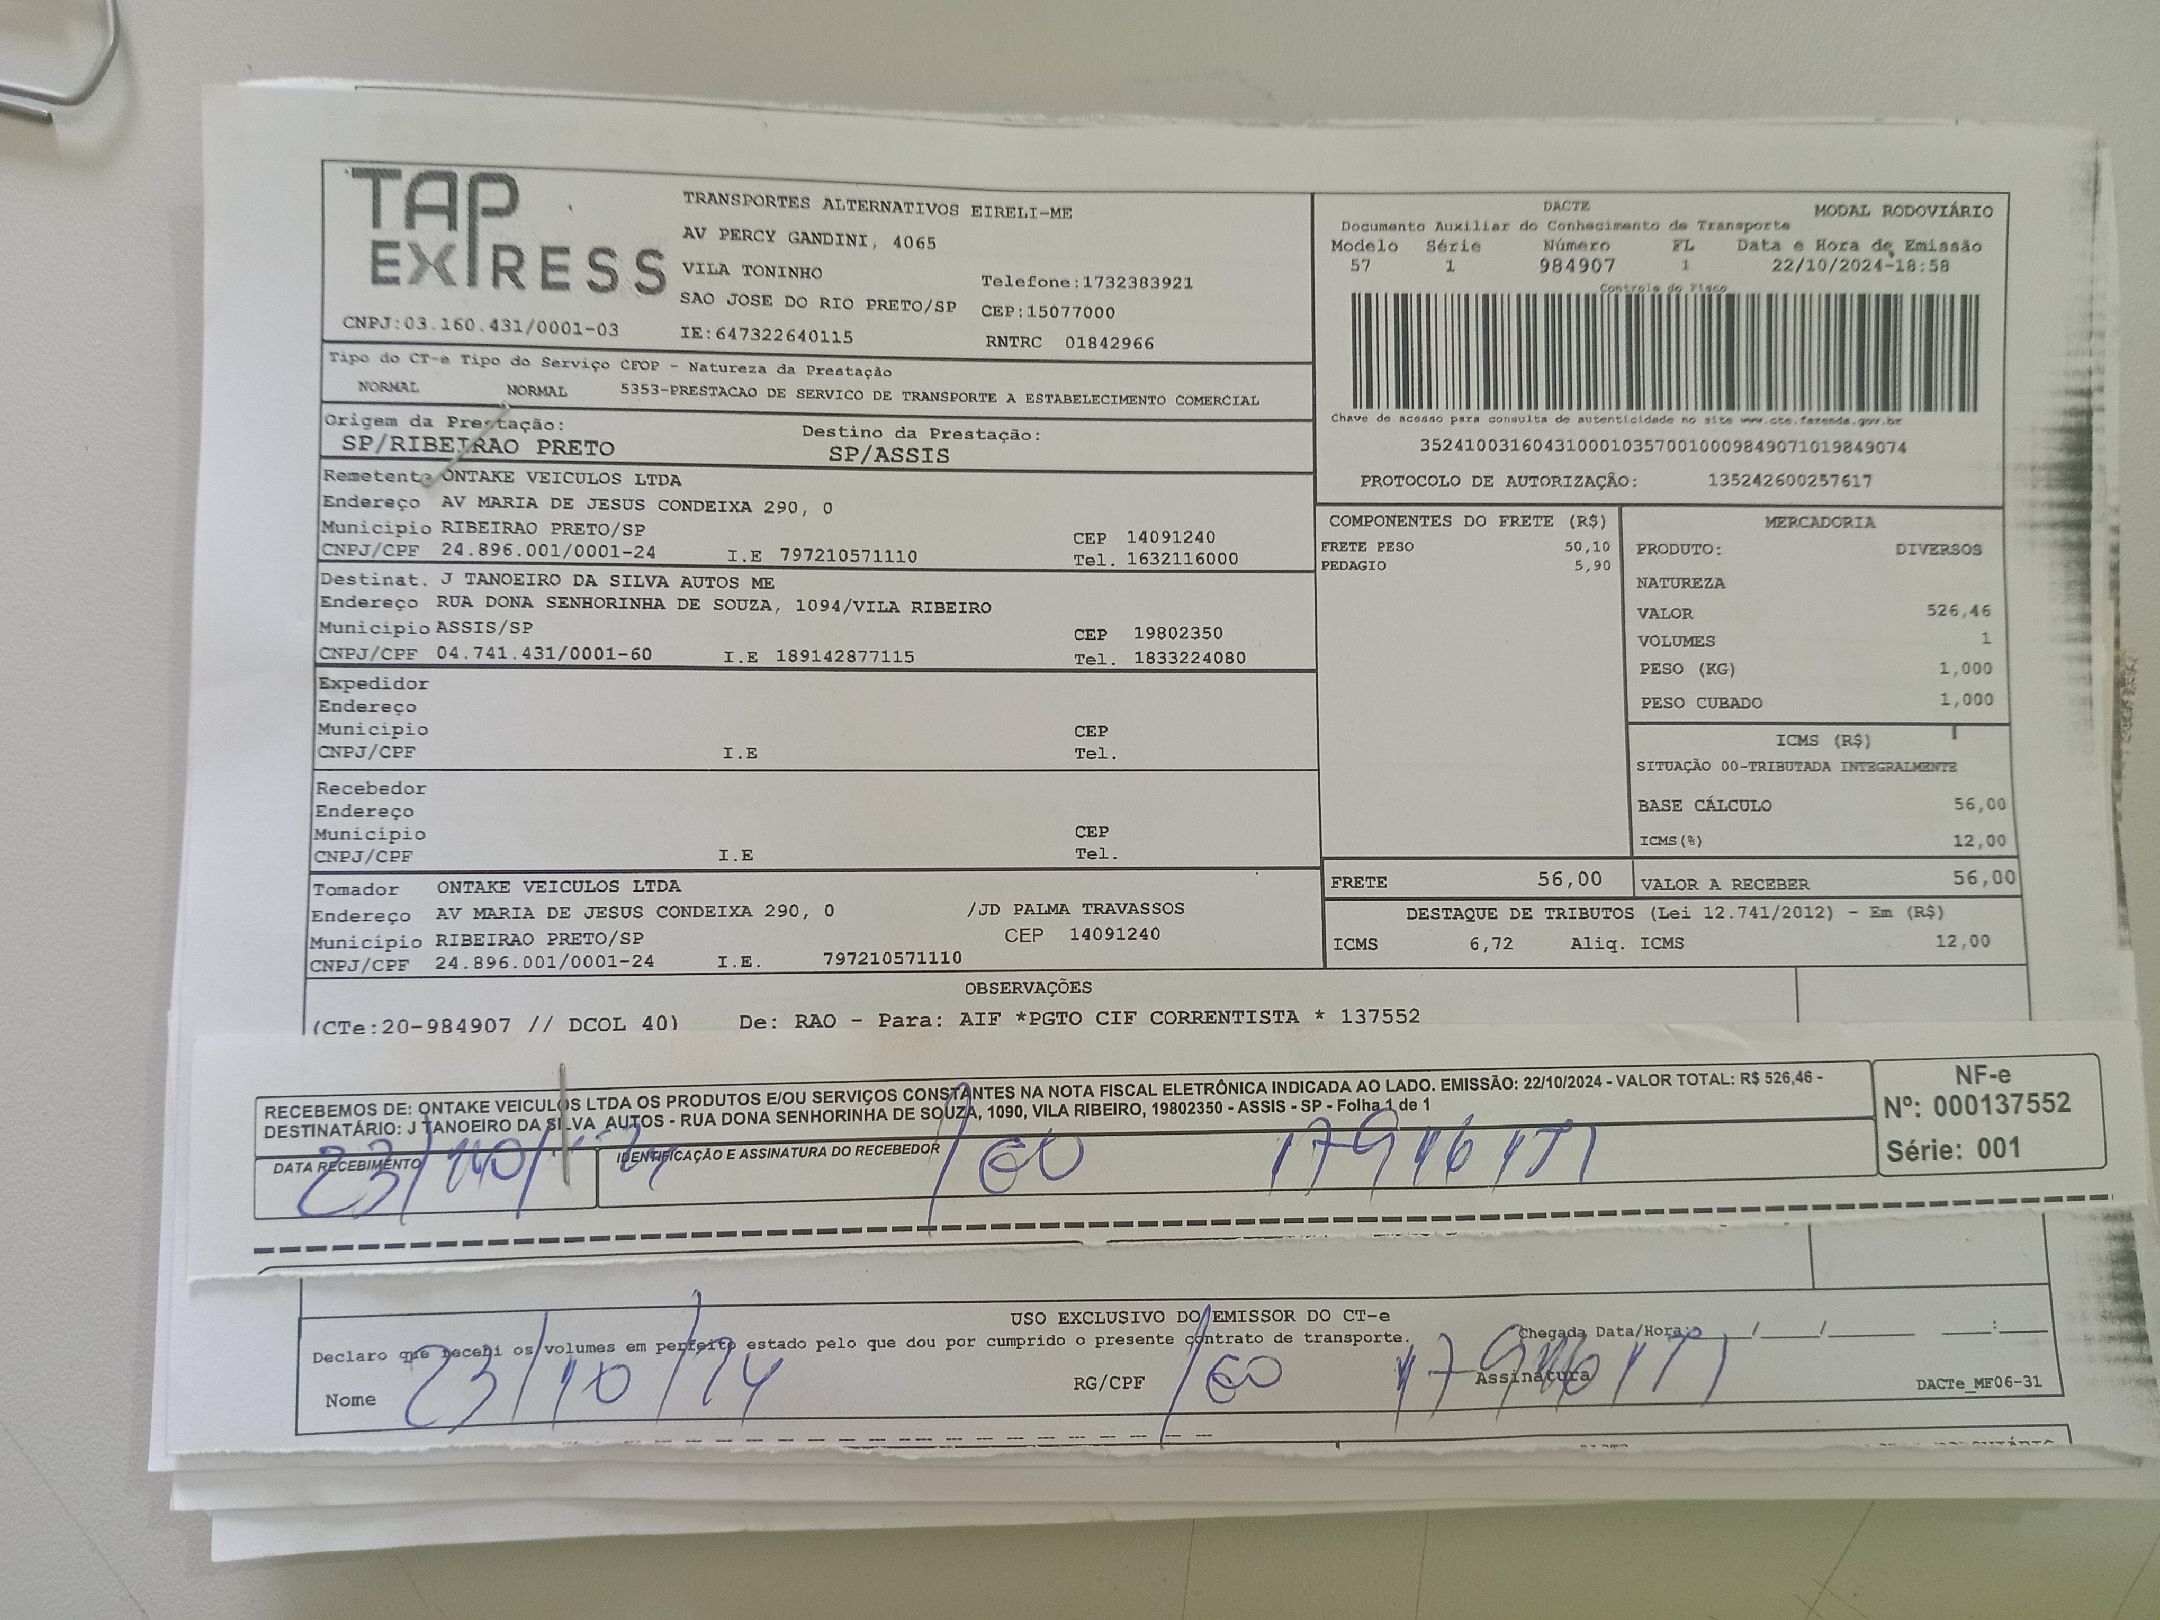 TAP EXPRESS
TRANSPORTES ALTERNATIVOS EIRELI-ME
AV PERCY GANDINI, 4065
VILA TONINHO
Telefone:1732383921
SAO JOSE DO RIO PRETO/SP CEP:15077000
CNPJ:03.160.431/0001-03 IE:647322640115 RNTRC 01842966
DACTE MODAL RODOVIÁRIO
Documento Auxiliar do Conhecimento de Transporte
Modelo Série Número FL Data e Hora de Emissão
57 1 984907 1 22/10/2024-18:58
Controle do Fisco
Chave de acesso para consulta de autenticidade no site www.cte.fazenda.gov.br
35241003160431000103570010009849071019849074
PROTOCOLO DE AUTORIZAÇÃO: 135242600257617
Tipo do CT-e Tipo do Serviço CFOP - Natureza da Prestação
NORMAL NORMAL 5353-PRESTACAO DE SERVICO DE TRANSPORTE A ESTABELECIMENTO COMERCIAL
Origem da Prestação: Destino da Prestação:
SP/RIBEIRAO PRETO SP/ASSIS
Remetente ONTAKE VEICULOS LTDA
Endereço AV MARIA DE JESUS CONDEIXA 290, 0
Municipio RIBEIRAO PRETO/SP CEP 14091240
CNPJ/CPF 24.896.001/0001-24 I.E 797210571110 Tel. 1632116000
Destinat. J TANOEIRO DA SILVA AUTOS ME
Endereço RUA DONA SENHORINHA DE SOUZA, 1094/VILA RIBEIRO
Municipio ASSIS/SP CEP 19802350
CNPJ/CPF 04.741.431/0001-60 I.E 189142877115 Tel. 1833224080
Expedidor
Endereço
Municipio CEP
CNPJ/CPF I.E Tel.
Recebedor
Endereço
Município CEP
CNPJ/CPF I.E Tel.
Tomador ONTAKE VEICULOS LTDA
Endereço AV MARIA DE JESUS CONDEIXA 290, 0 /JD PALMA TRAVASSOS
Município RIBEIRAO PRETO/SP CEP 14091240
CNPJ/CPF 24.896.001/0001-24 I.E. 797210571110
COMPONENTES DO FRETE (R$)
FRETE PESO 50,10
PEDAGIO 5,90
MERCADORIA
PRODUTO: DIVERSOS
NATUREZA
VALOR 526,46
VOLUMES 1
PESO (KG) 1,000
PESO CUBADO 1,000
ICMS (R$)
SITUAÇÃO 00-TRIBUTADA INTEGRALMENTE
BASE CÁLCULO 56,00
ICMS(%) 12,00
FRETE 56,00 VALOR A RECEBER 56,00
DESTAQUE DE TRIBUTOS (Lei 12.741/2012) - Em (R$)
ICMS 6,72 Aliq. ICMS 12,00
OBSERVAÇÕES
(CTe:20-984907 // DCOL 40) De: RAO - Para: AIF *PGTO CIF CORRENTISTA * 137552
RECEBEMOS DE: ONTAKE VEICULOS LTDA OS PRODUTOS E/OU SERVIÇOS CONSTANTES NA NOTA FISCAL ELETRÔNICA INDICADA AO LADO. EMISSÃO: 22/10/2024 - VALOR TOTAL: R$ 526,46 -
DESTINATÁRIO: J TANOEIRO DA SILVA AUTOS - RUA DONA SENHORINHA DE SOUZA, 1090, VILA RIBEIRO, 19802350 - ASSIS - SP - Folha 1 de 1
DATA RECEBIMENTO IDENTIFICAÇÃO E ASSINATURA DO RECEBEDOR
NF-e
Nº: 000137552
Série: 001
USO EXCLUSIVO DO EMISSOR DO CT-e
Declaro que recebi os volumes em perfeito estado pelo que dou por cumprido o presente contrato de transporte. Chegada Data/Hora: / / :
Nome 23/10/24 RG/CPF Assinatura DACTe_MF06-31